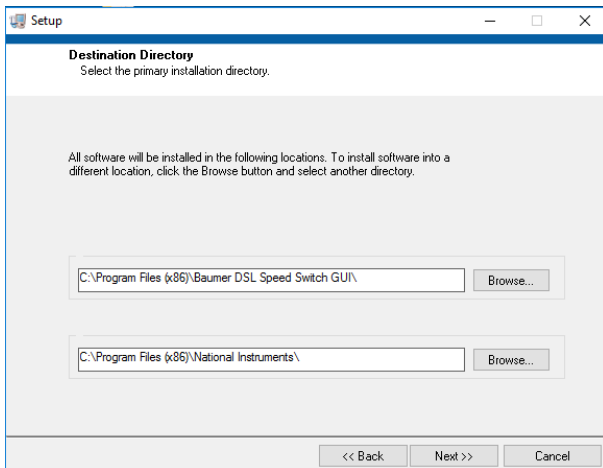 Setup
Destination Directory
Select the primary installation directory.
All software will be installed in the following locations. To install software into a
different location, click the Browse button and select another directory.
C:\Program Files (x86)\Baumer DSL Speed Switch GUI\
Browse...
C:\Program Files (x86)\National Instruments\
Browse...
<< Back
Next >>
Cancel